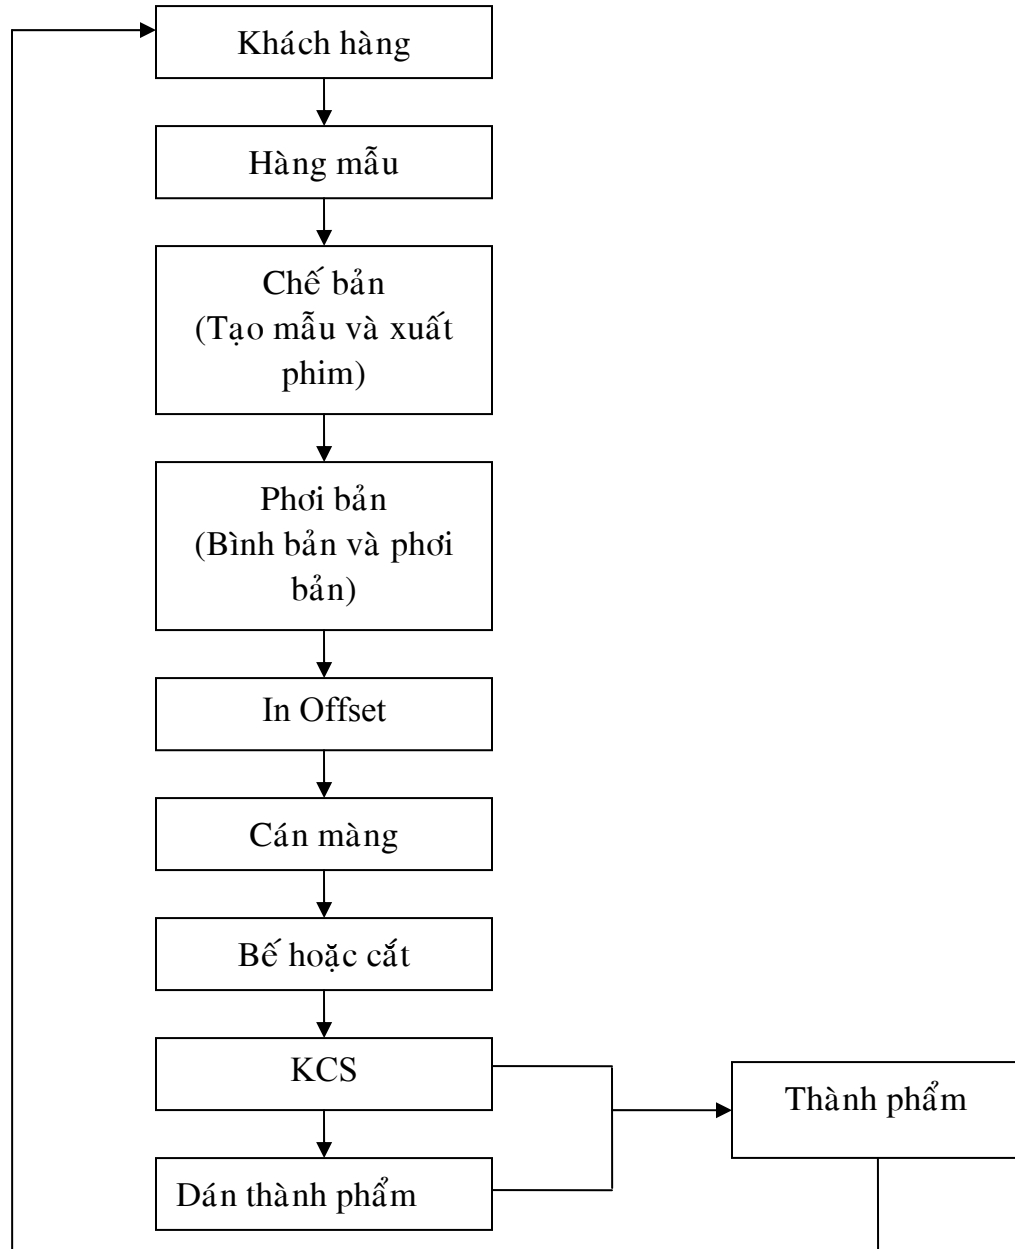 Khách hàng
Hàng mẫu
Chế bản
(Tạo mẫu và xuất
phim)
Phơi bản
(Bình bản và phơi
bản)
In Offset
Cán màng
Bế hoặc cắt
KCS
Thành phẩm
Dán thành phẩm